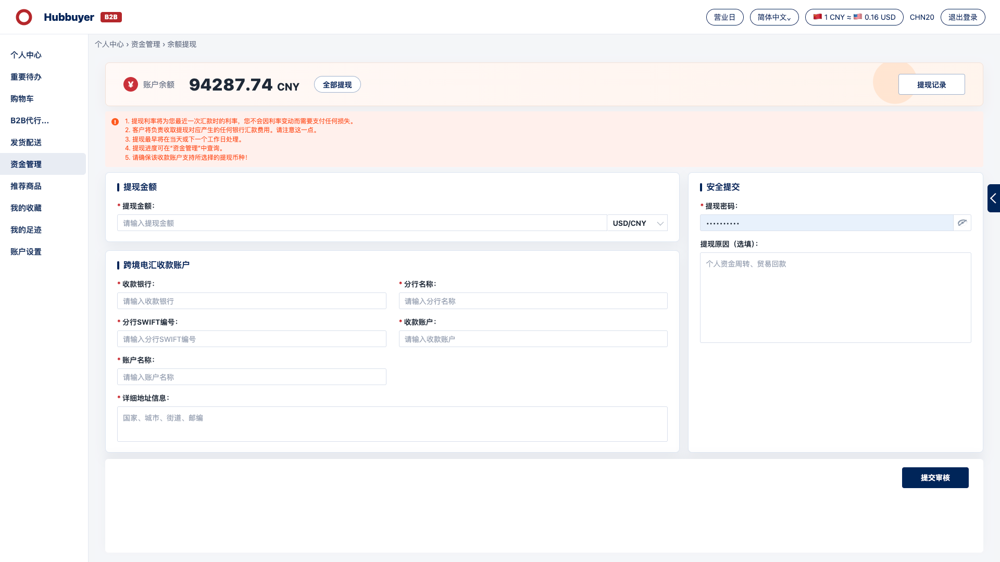 Hubbuyer B2B
营业日
简体中文
1 CNY ≈ 0.16 USD
CHN20
退出登录
个人中心
重要待办
购物车
B2B代行...
发货配送
资金管理
推荐商品
我的收藏
我的足迹
账户设置
个人中心 › 资金管理 › 余额提现
¥ 账户余额 94287.74 CNY
全部提现
提现记录
1. 提现利率将为您最近一次汇款时的利率，您不会因利率变动而需要支付任何损失。
2. 客户将负责收取提现对应产生的任何银行汇款费用。请注意这一点。
3. 提现最早将在当天或下一个工作日处理。
4. 提现进度可在"资金管理"中查询。
5. 请确保该收款账户支持所选择的提现币种！
提现金额
* 提现金额：
请输入提现金额
USD/CNY
跨境电汇收款账户
* 收款银行：
请输入收款银行
* 分行名称：
请输入分行名称
* 分行SWIFT编号：
请输入分行SWIFT编号
* 收款账户：
请输入收款账户
* 账户名称：
请输入账户名称
* 详细地址信息：
国家、城市、街道、邮编
安全提交
* 提现密码：
••••••••••
提现原因（选填）：
个人资金周转、贸易回款
提交审核